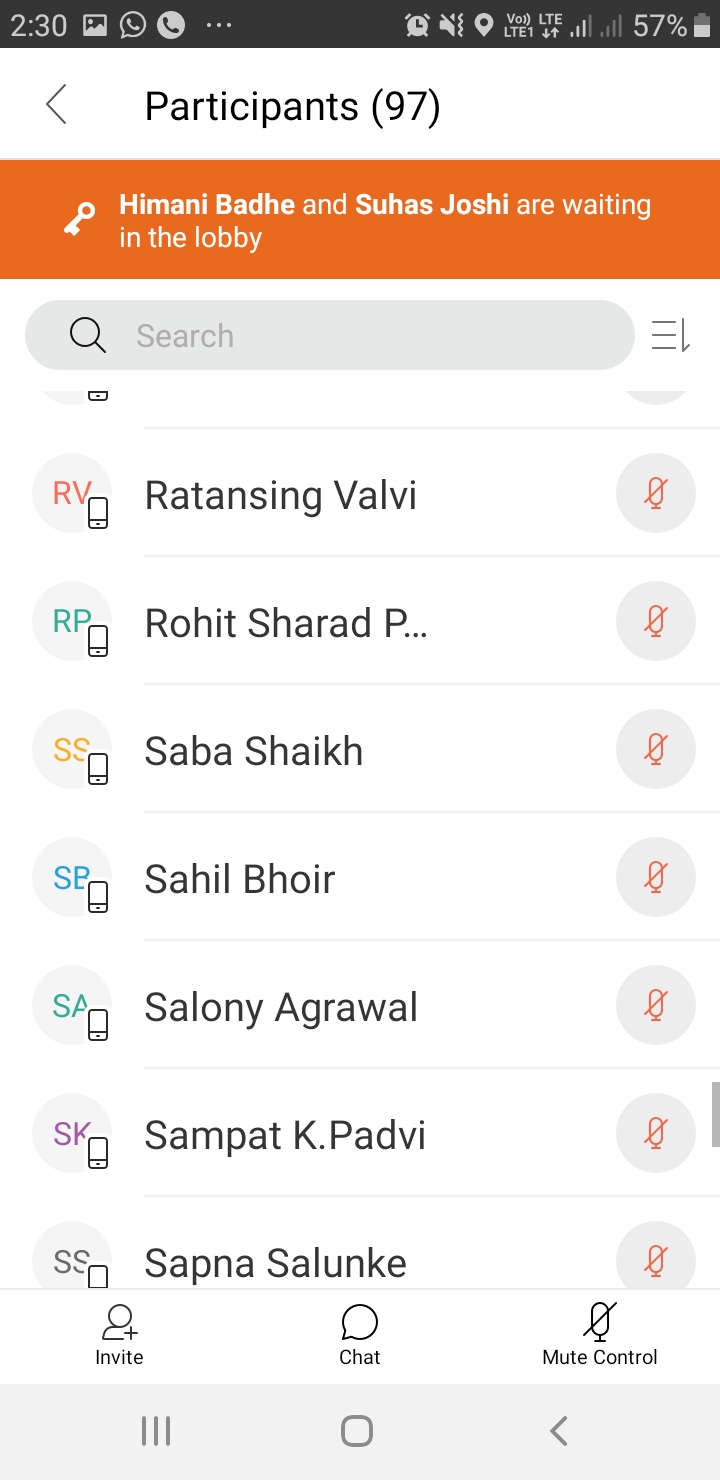 2:30 Vo) LTE LTE1 57%
Participants (97)
Himani Badhe and Suhas Joshi are waiting
in the lobby
Search
RV Ratansing Valvi
RP Rohit Sharad P...
SS Saba Shaikh
SB Sahil Bhoir
SA Salony Agrawal
SK Sampat K.Padvi
SS Sapna Salunke
Invite Chat Mute Control